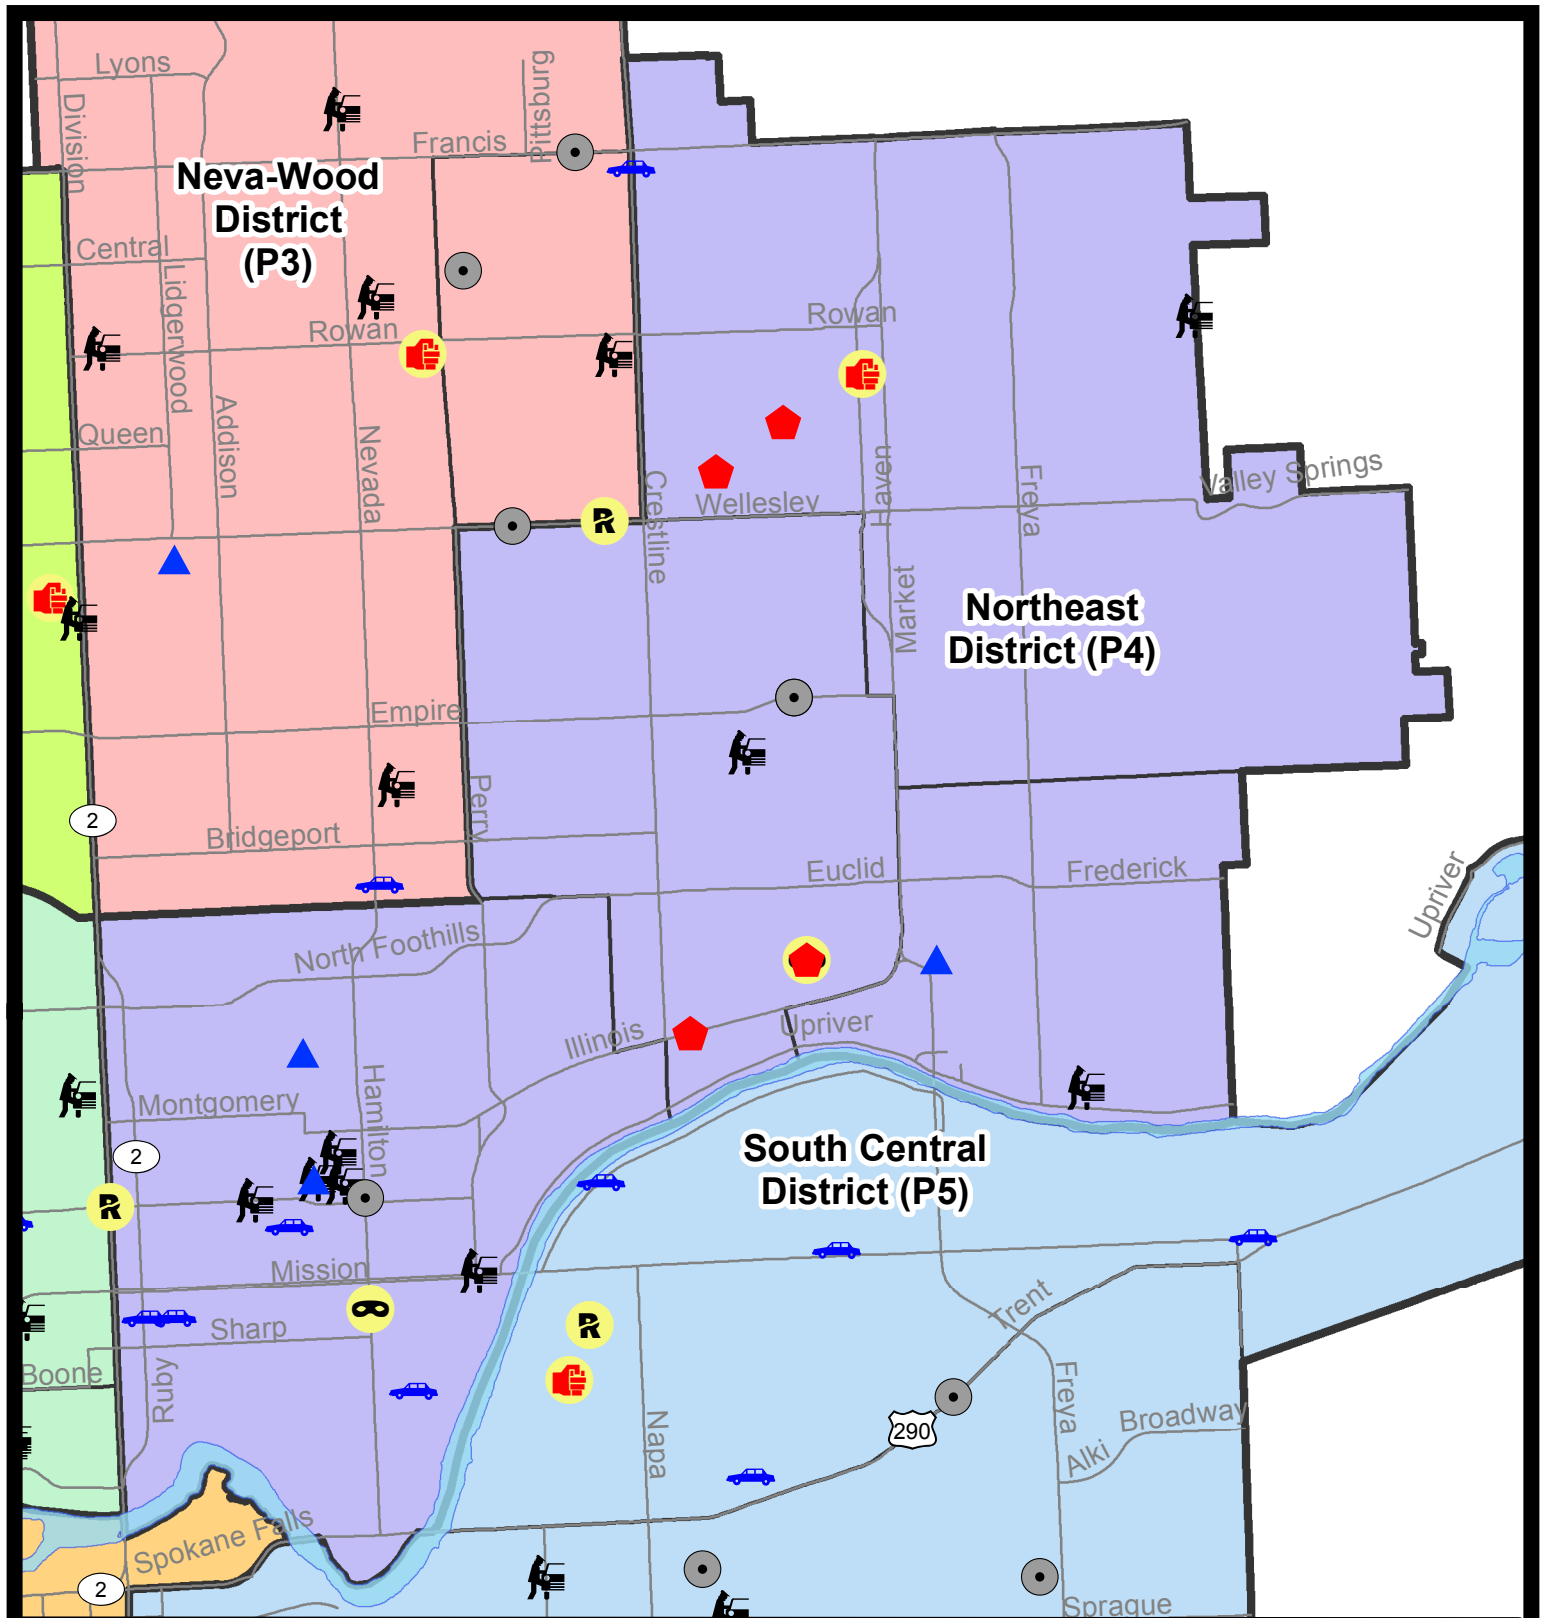 Lyons
Division
Pittsburg
Francis
Neva-Wood
District
(P3)
Central
Lidgerwood
Rowan
Rowan
Addison
Queen
Nevada
Crestline
Wellesley
Haven
Freya
Valley Springs
Market
Northeast
District (P4)
Empire
Perry
2
Bridgeport
Euclid
Frederick
Upriver
North Foothills
Illinois
Upriver
Hamilton
Montgomery
2
R
South Central
District (P5)
Mission
Sharp
R
R
Trent
Boone
Ruby
Napa
290
Freya
Broadway
Alki
Spokane Falls
2
Sprague